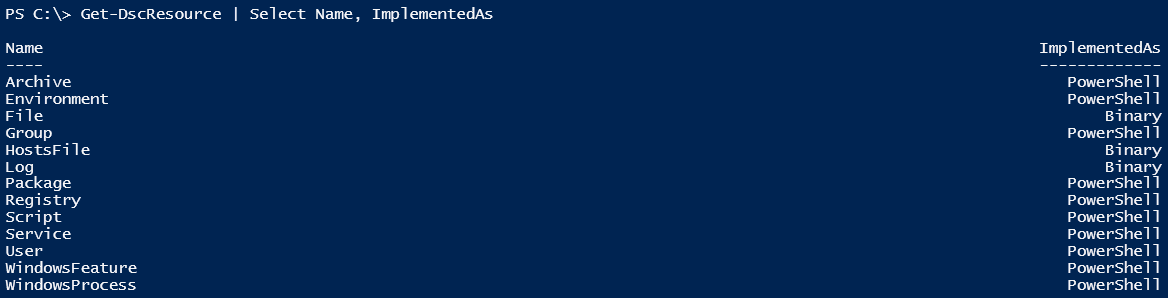 PS C:\> Get-DscResource | Select Name, ImplementedAs
Name ImplementedAs
---- -------------
Archive PowerShell
Environment PowerShell
File Binary
Group PowerShell
HostsFile Binary
Log Binary
Package PowerShell
Registry PowerShell
Script PowerShell
Service PowerShell
User PowerShell
WindowsFeature PowerShell
WindowsProcess PowerShell